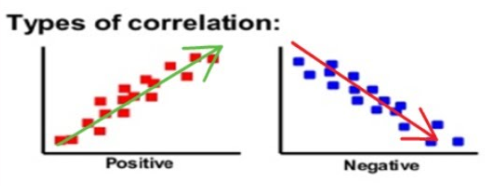 Types of correlation:
Positive
Negative